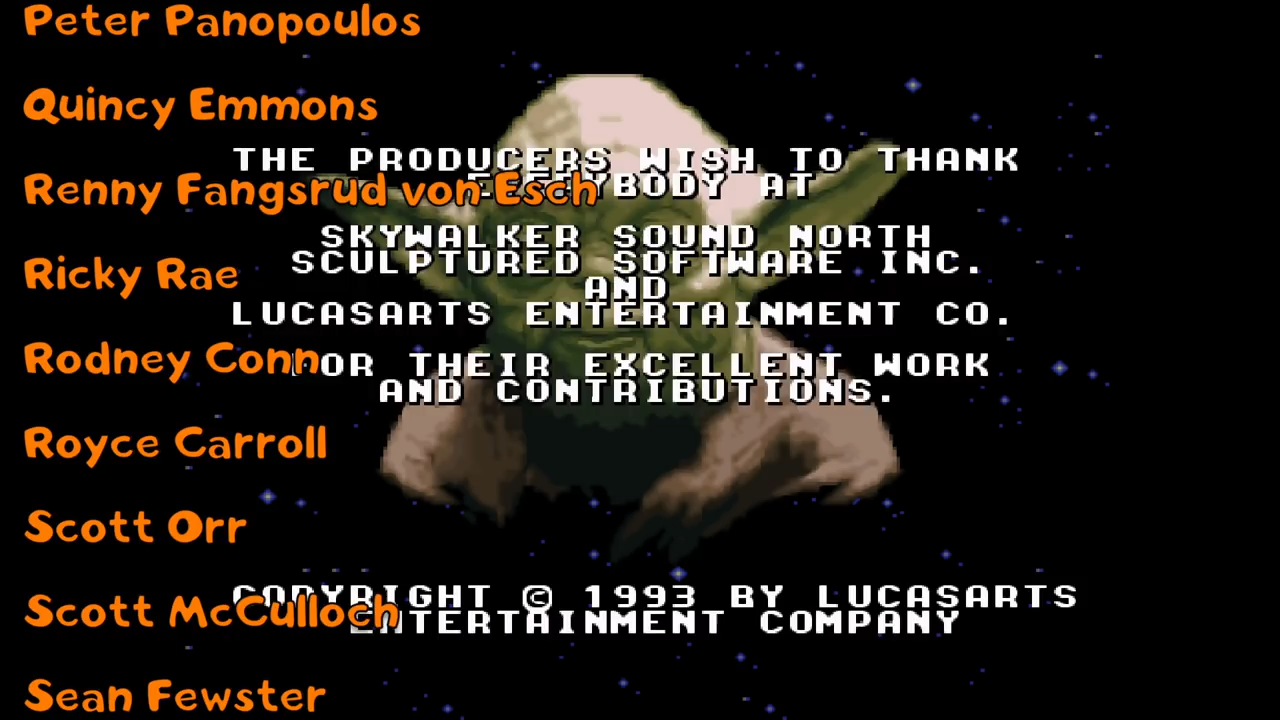 Peter Panopoulos
Quincy Emmons
THE PRODUCERS WISH TO THANK
Renny Fangsrud von Esch
AT
SKYWALKER SOUND NORTH
SCULPTURED SOFTWARE INC.
Ricky Rae
AND
LUCASARTS ENTERTAINMENT CO.
Rodney Conn
FOR THEIR EXCELLENT WORK
AND CONTRIBUTIONS.
Royce Carroll
Scott Orr
COPYRIGHT © 1993 BY LUCASARTS
Scott McCulloch
ENTERTAINMENT COMPANY
Sean Fewster